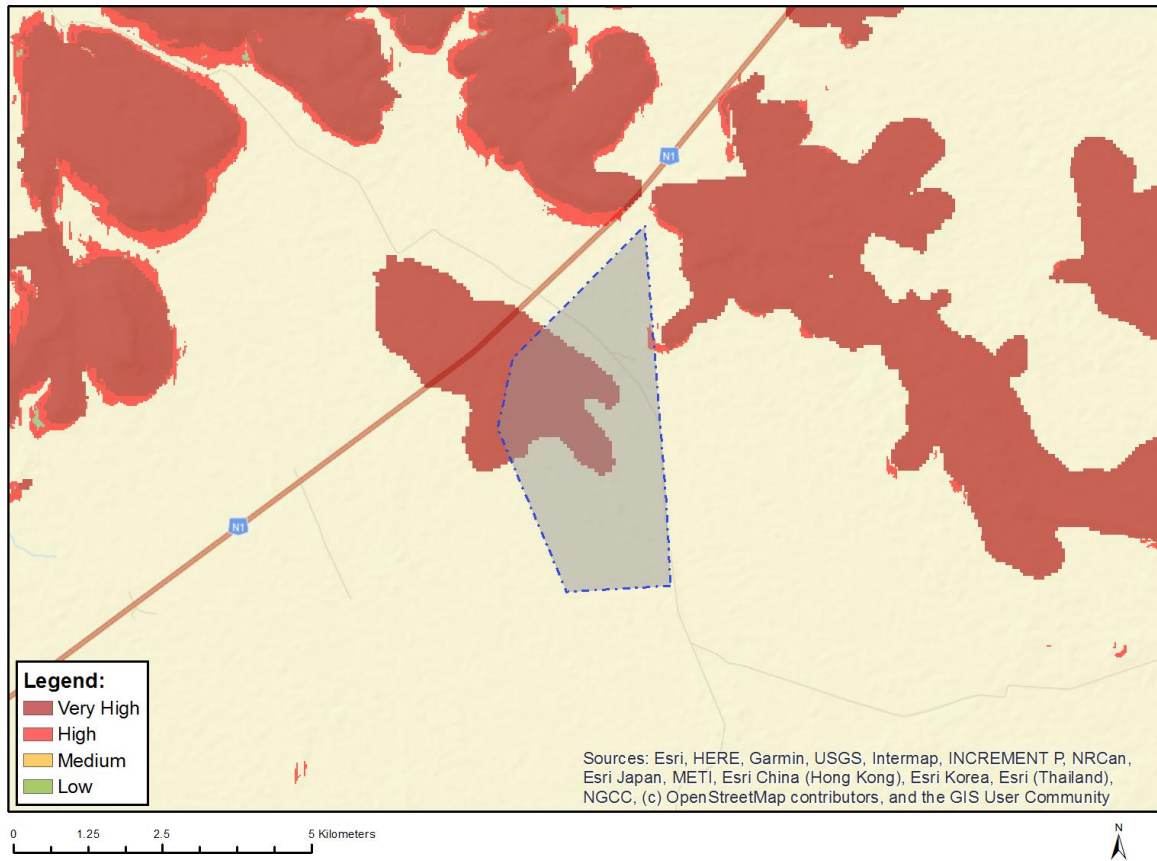 N1
N1
Legend:
Very High
High
Medium
Low
Sources: Esri, HERE, Garmin, USGS, Intermap, INCREMENT P, NRCan,
Esri Japan, METI, Esri China (Hong Kong), Esri Korea, Esri (Thailand),
NGCC, (c) OpenStreetMap contributors, and the GIS User Community
0 1.25 2.5 5 Kilometers
N